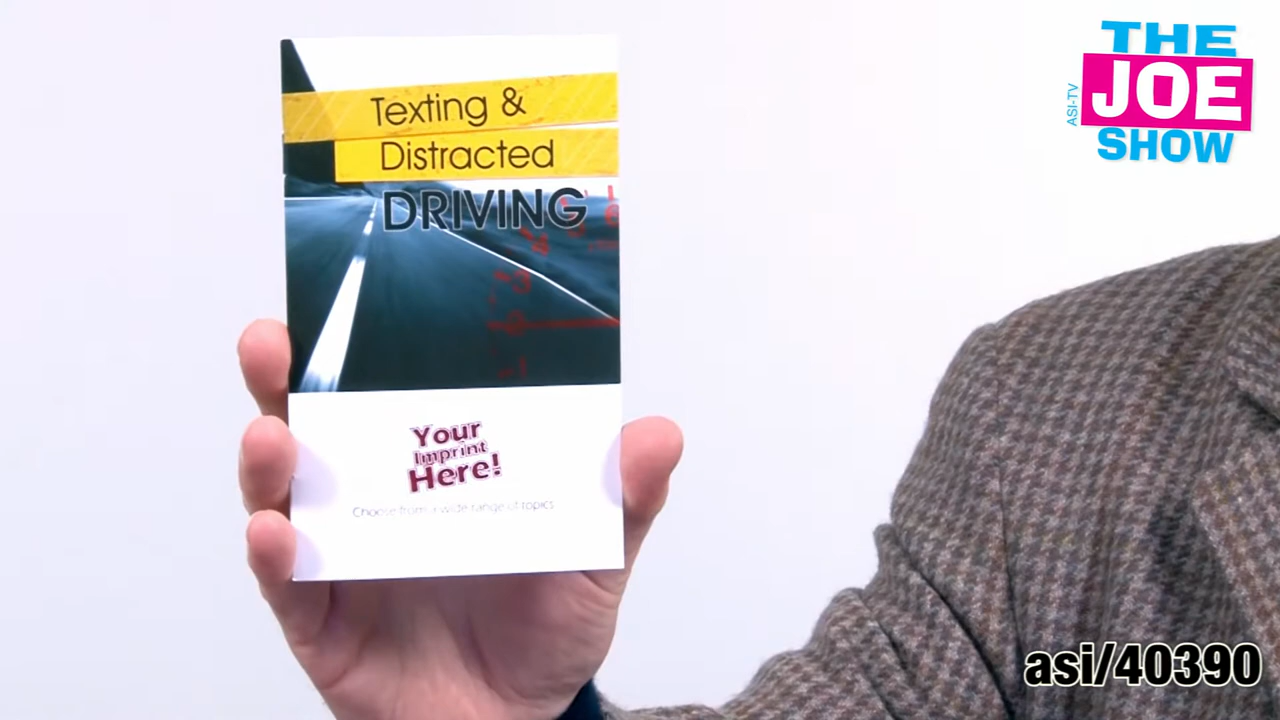 Texting &
Distracted
DRIVING
Your
Imprint
Here!
Choose from a wide range of topics
THE
JOE
SHOW
ASI-TV
asi/40390